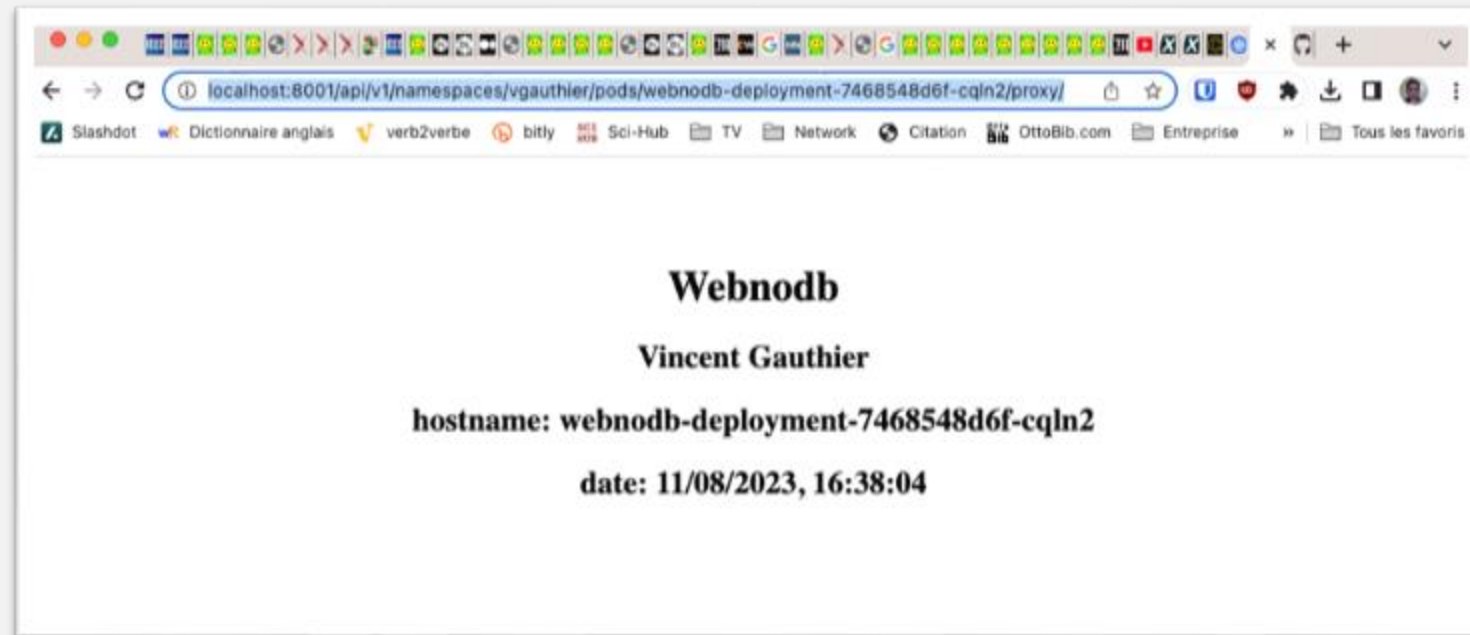 localhost:8001/api/v1/namespaces/vgauthier/pods/webnodb-deployment-7468548d6f-cqln2/proxy/
Slashdot Dictionnaire anglais verb2verbe bitly Sci-Hub TV Network Citation OttoBib.com Entreprise » Tous les favoris
Webnodb
Vincent Gauthier
hostname: webnodb-deployment-7468548d6f-cqln2
date: 11/08/2023, 16:38:04